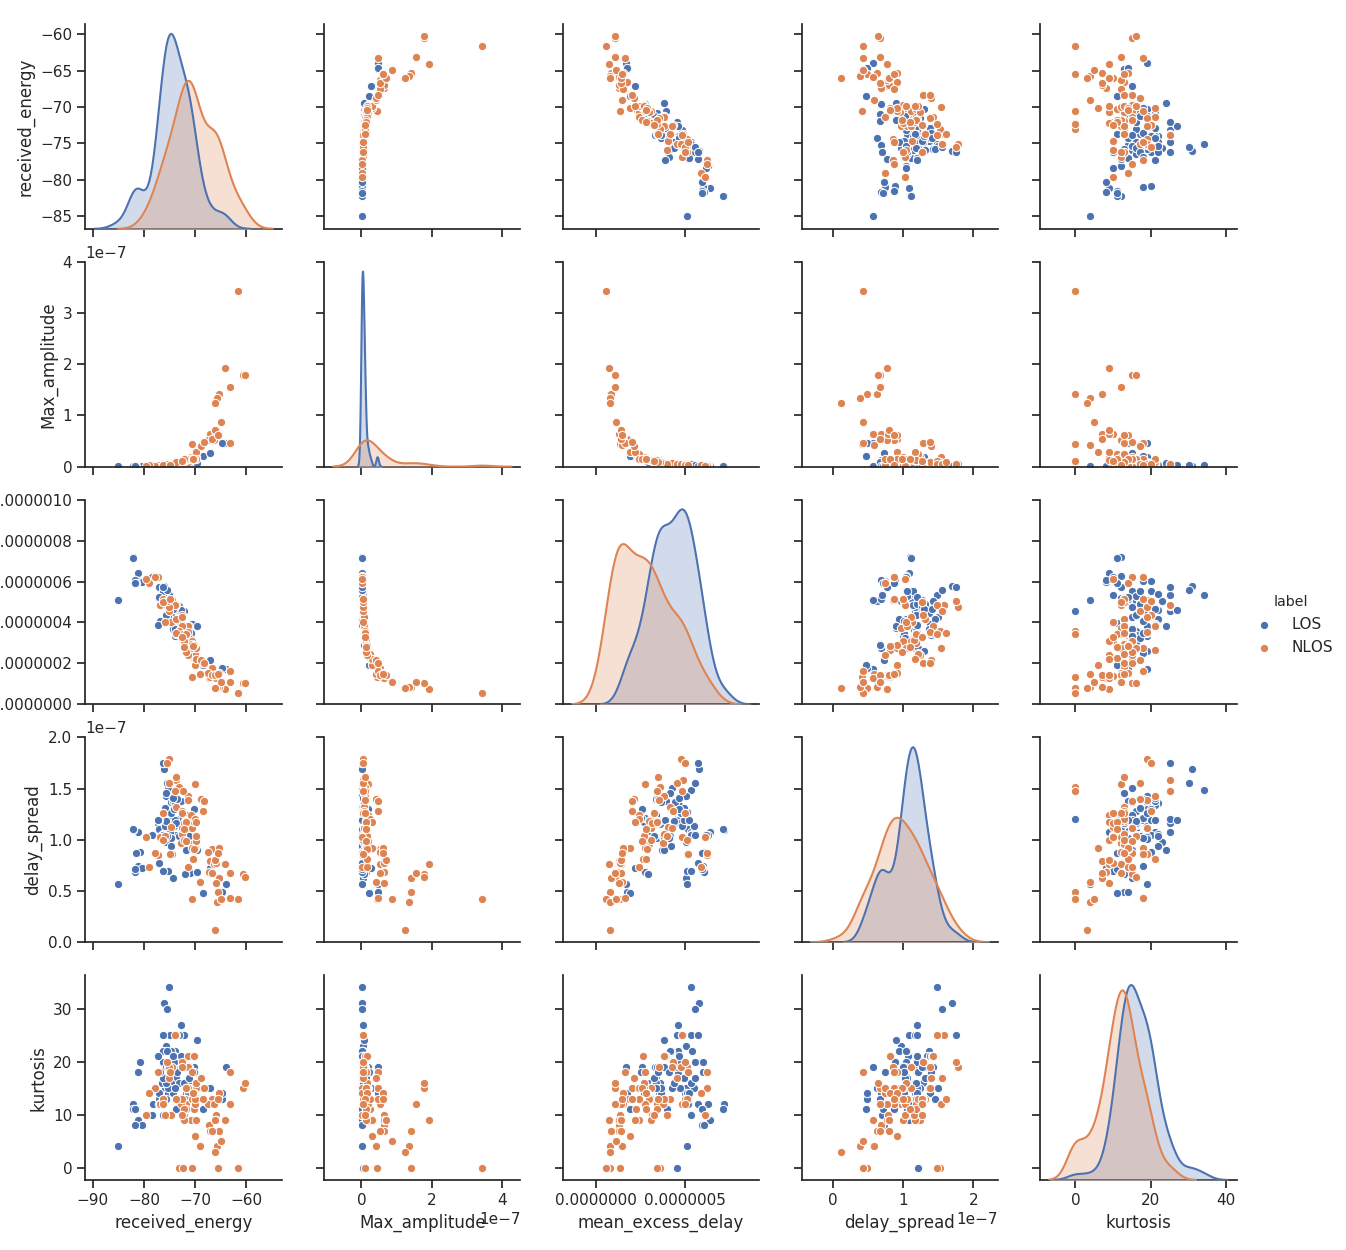 −60
−65
−70
−75
−80
−85
received_energy
1e−7
4
3
2
1
0
Max_amplitude
.0000010
.0000008
.0000006
.0000004
.0000002
.0000000
label
LOS
NLOS
1e−7
2.0
1.5
1.0
0.5
0.0
delay_spread
30
20
10
0
kurtosis
−90 −80 −70 −60
received_energy
0 2 4
1e−7
Max_amplitude
0.0000000 0.0000005
mean_excess_delay
0 1 2
1e−7
delay_spread
0 20 40
kurtosis